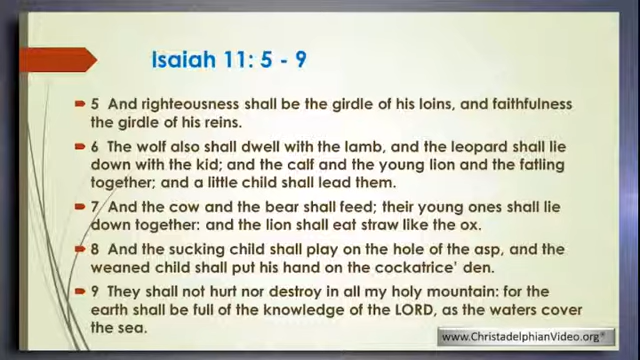 Isaiah 11: 5 - 9
5 And righteousness shall be the girdle of his loins, and faithfulness
the girdle of his reins.
6 The wolf also shall dwell with the lamb, and the leopard shall lie
down with the kid; and the calf and the young lion and the fatling
together; and a little child shall lead them.
7 And the cow and the bear shall feed; their young ones shall lie
down together: and the lion shall eat straw like the ox.
8 And the sucking child shall play on the hole of the asp, and the
weaned child shall put his hand on the cockatrice' den.
9 They shall not hurt nor destroy in all my holy mountain: for the
earth shall be full of the knowledge of the LORD, as the waters cover
the sea.
www.ChristadelphianVideo.org